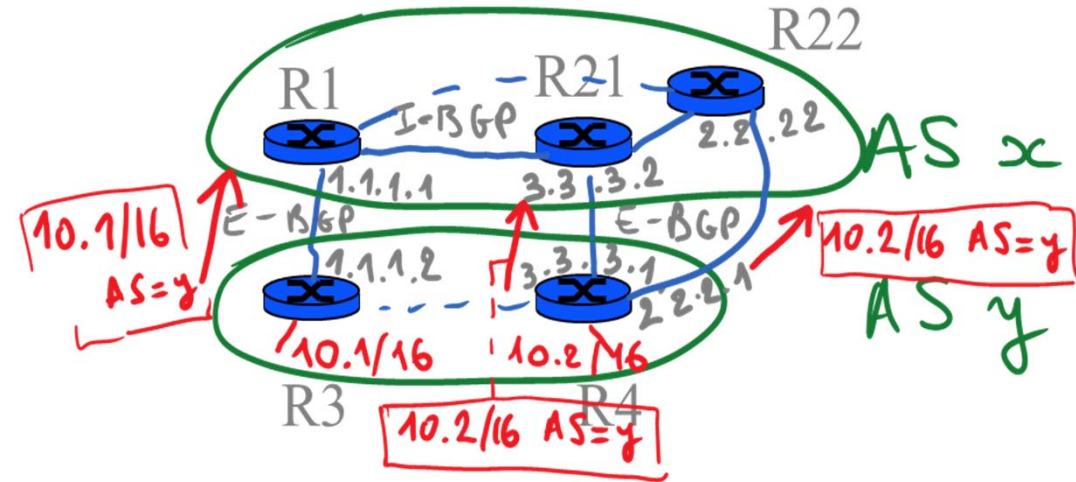 R22
R1
R21
I-BGP
2.2.
.22
AS x
1.1.1.1
3.3
.3.2
10.1/16
AS=y
E-BGP
E-BGP
10.2/16 AS=y
1.1.1.2
3.3
.3.1
2
2.2.1
AS y
10.1/16
10.2/16
R3
R4
10.2/16 AS=y